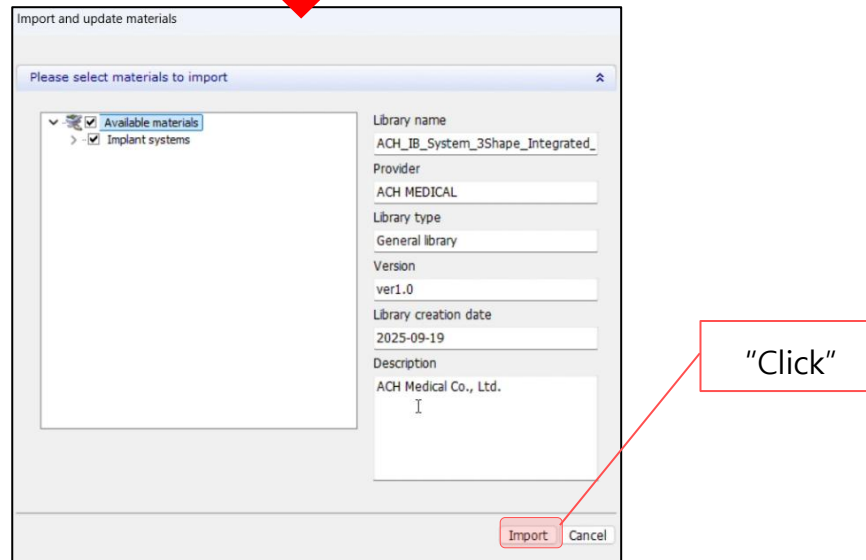 Import and update materials
Please select materials to import
Available materials
Implant systems
Library name
ACH_IB_System_3Shape_Integrated_
Provider
ACH MEDICAL
Library type
General library
Version
ver1.0
Library creation date
2025-09-19
Description
ACH Medical Co., Ltd.
"Click"
Import Cancel